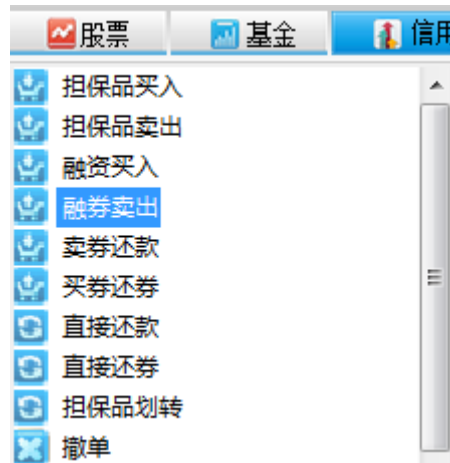 股票 基金 信用
担保品买入
担保品卖出
融资买入
融券卖出
卖券还款
买券还券
直接还款
直接还券
担保品划转
撤单